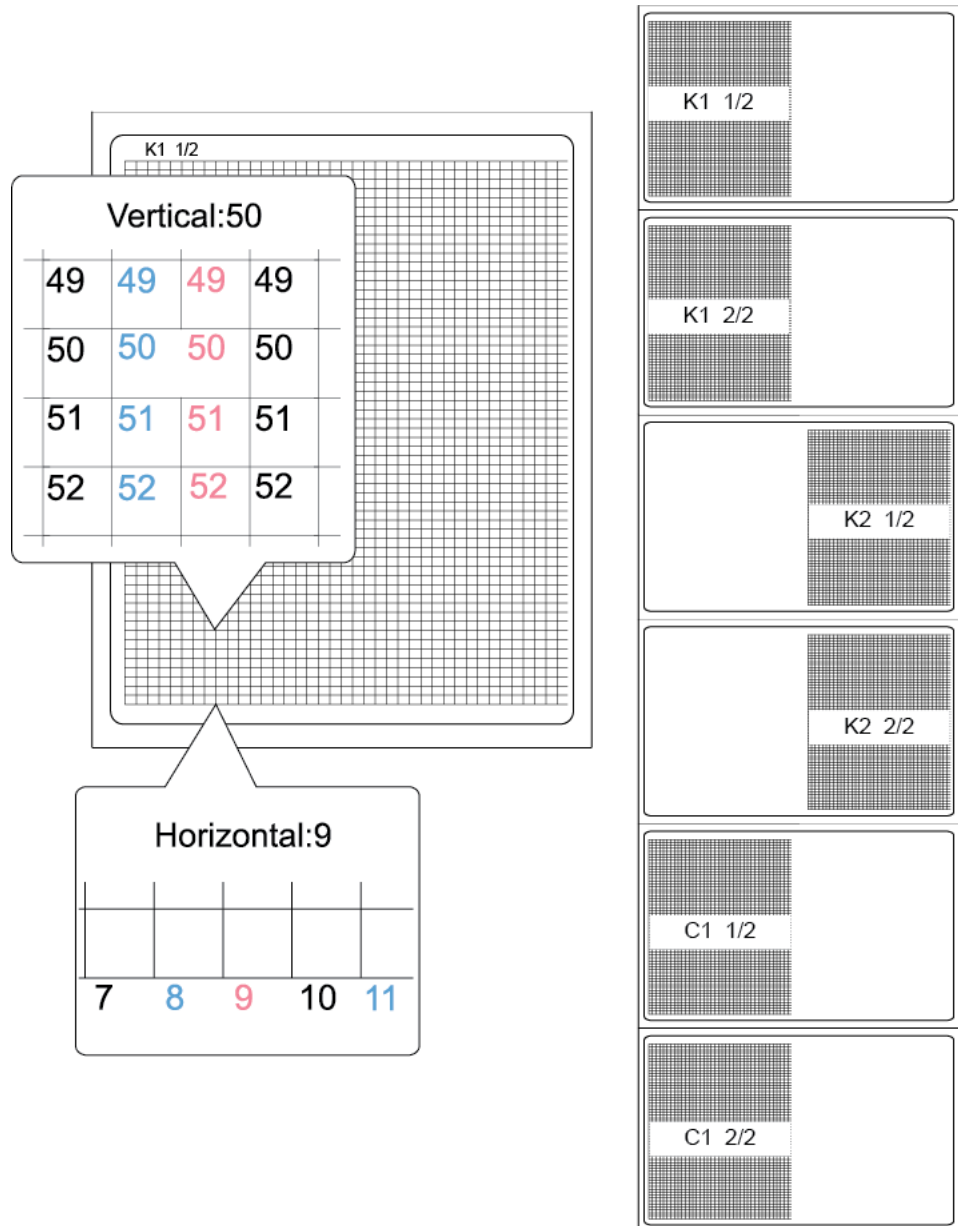 K1 1/2
Vertical:50
49 49 49 49
50 50 50 50
51 51 51 51
52 52 52 52
Horizontal:9
7 8 9 10 11
K1 1/2
K1 2/2
K2 1/2
K2 2/2
C1 1/2
C1 2/2